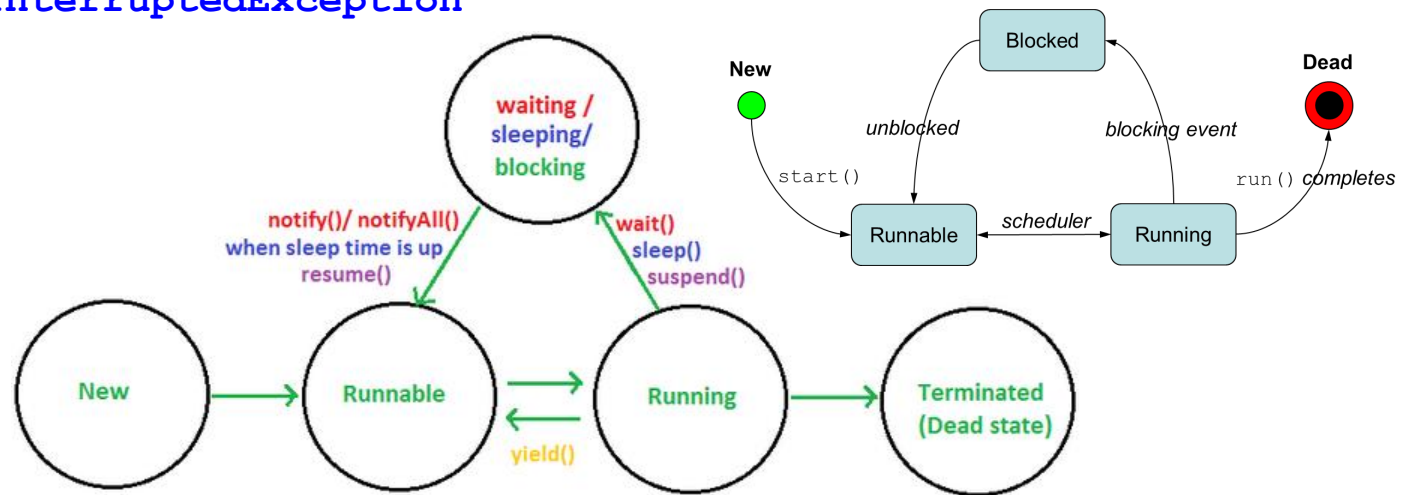 InterruptedException
waiting /
sleeping/
blocking
notify()/ notifyAll()
when sleep time is up
resume()
wait()
sleep()
suspend()
New
Runnable
Running
yield()
Terminated
(Dead state)
Blocked
New
Dead
unblocked
blocking event
start()
run() completes
Runnable
scheduler
Running